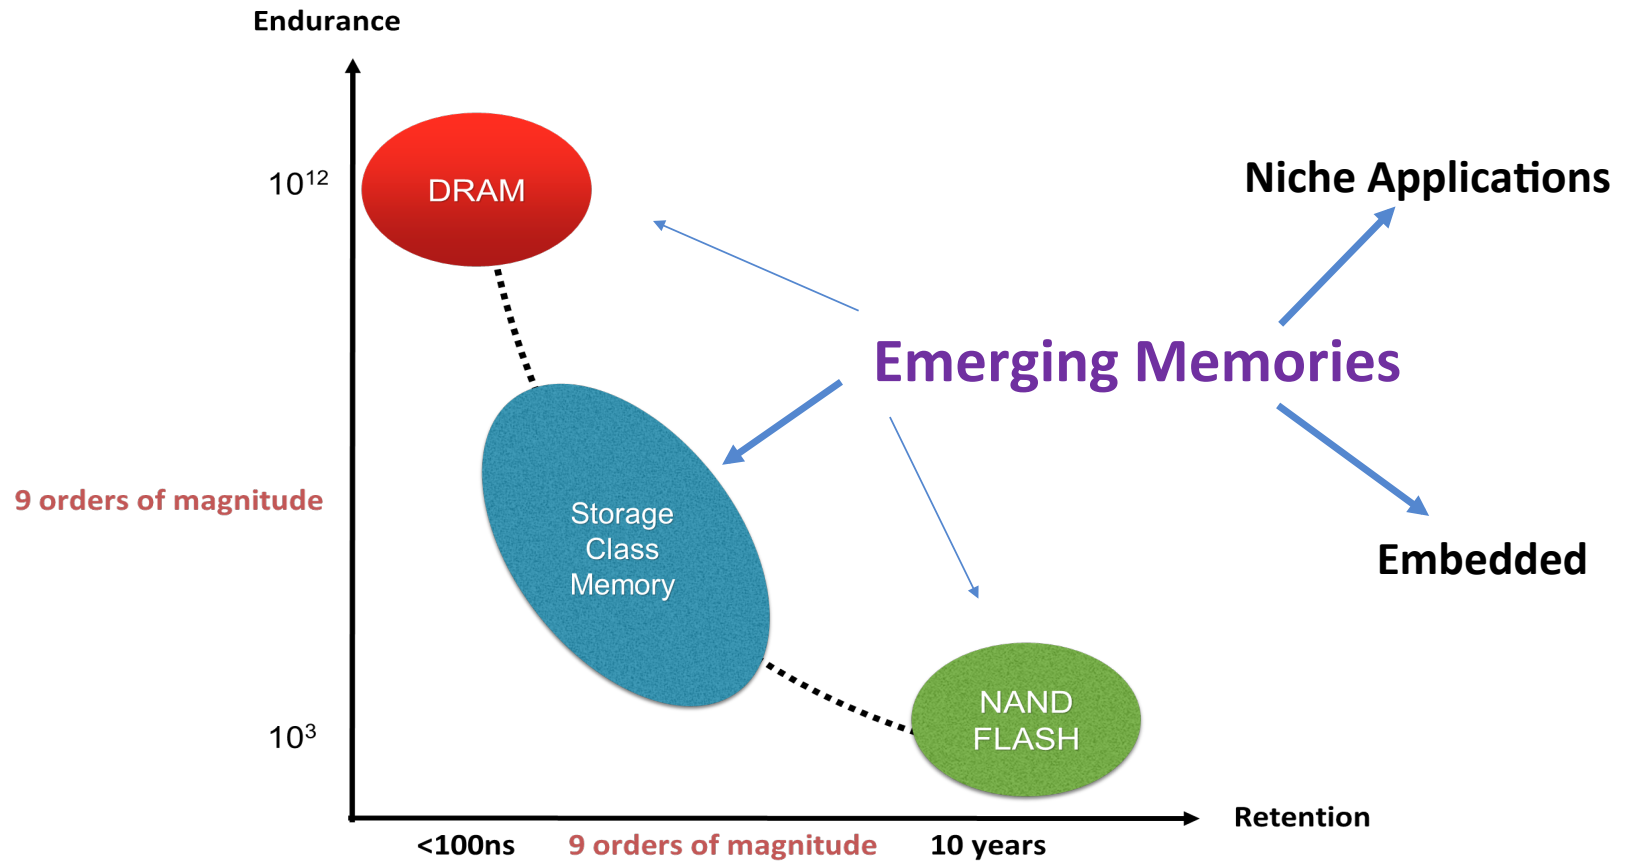 Endurance
10¹²
DRAM
Niche Applications
Emerging Memories
9 orders of magnitude
Storage
Class
Memory
Embedded
10³
NAND
FLASH
Retention
<100ns
9 orders of magnitude
10 years